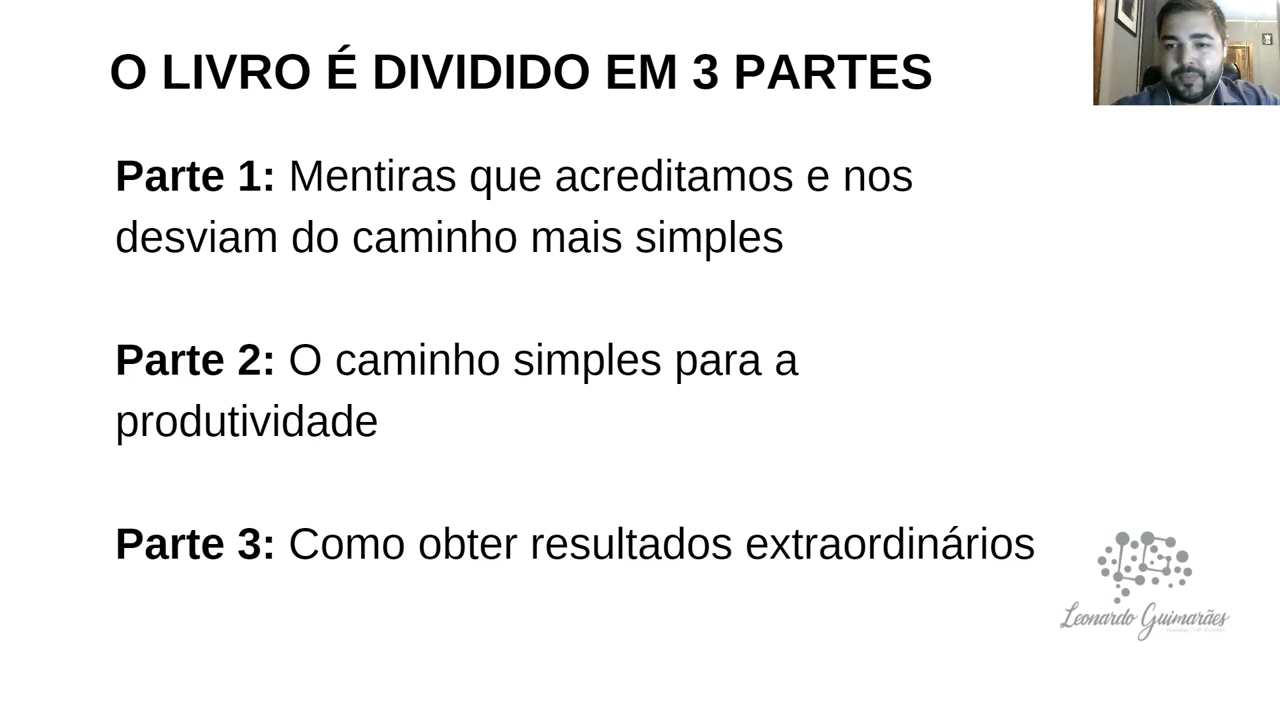 O LIVRO É DIVIDIDO EM 3 PARTES
Parte 1: Mentiras que acreditamos e nos
desviam do caminho mais simples
Parte 2: O caminho simples para a
produtividade
Parte 3: Como obter resultados extraordinários
Leonardo Guimarães